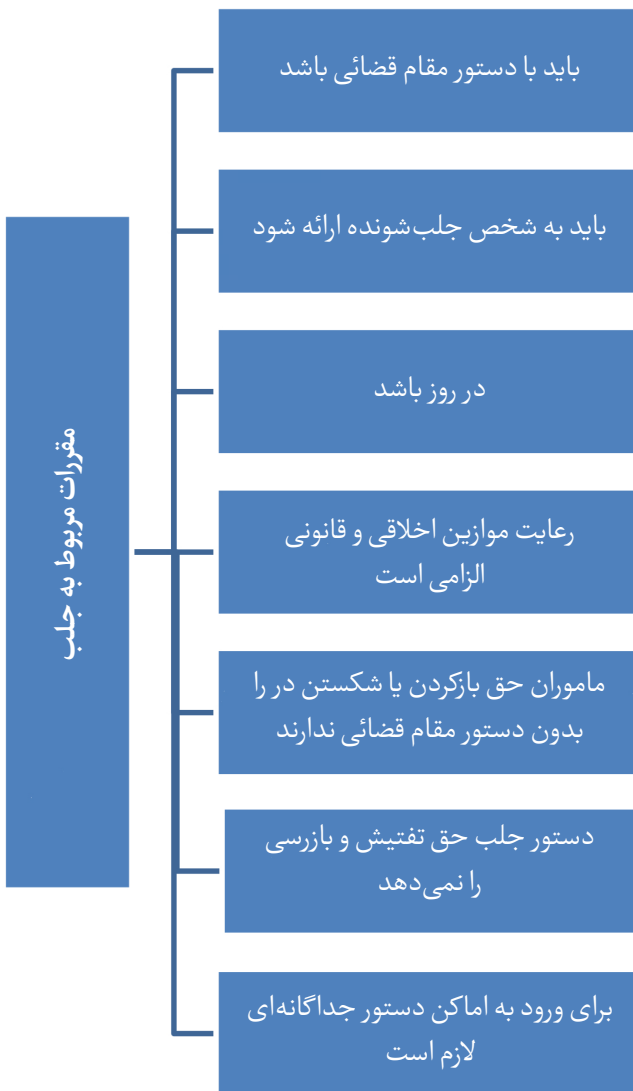 مقررات مربوط به جلب
باید با دستور مقام قضائی باشد
باید به شخص جلب‌شونده ارائه شود
در روز باشد
رعایت موازین اخلاقی و قانونی
الزامی است
ماموران حق بازکردن یا شکستن در را
بدون دستور مقام قضائی ندارند
دستور جلب حق تفتیش و بازرسی
را نمی‌دهد
برای ورود به اماکن دستور جداگانه‌ای
لازم است